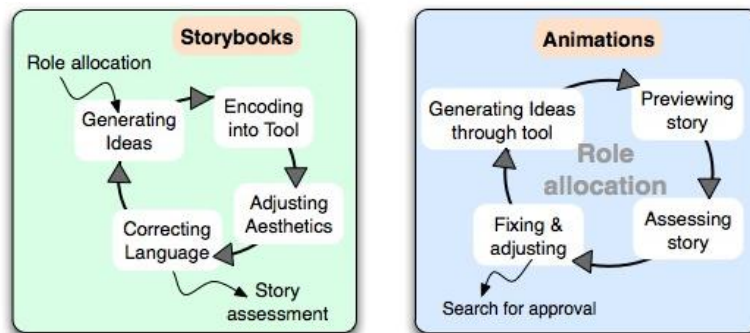 Storybooks
Role allocation
Generating
Ideas
Encoding
into Tool
Adjusting
Aesthetics
Correcting
Language
Story
assessment
Animations
Generating Ideas
through tool
Previewing
story
Role
allocation
Assessing
story
Fixing &
adjusting
Search for approval